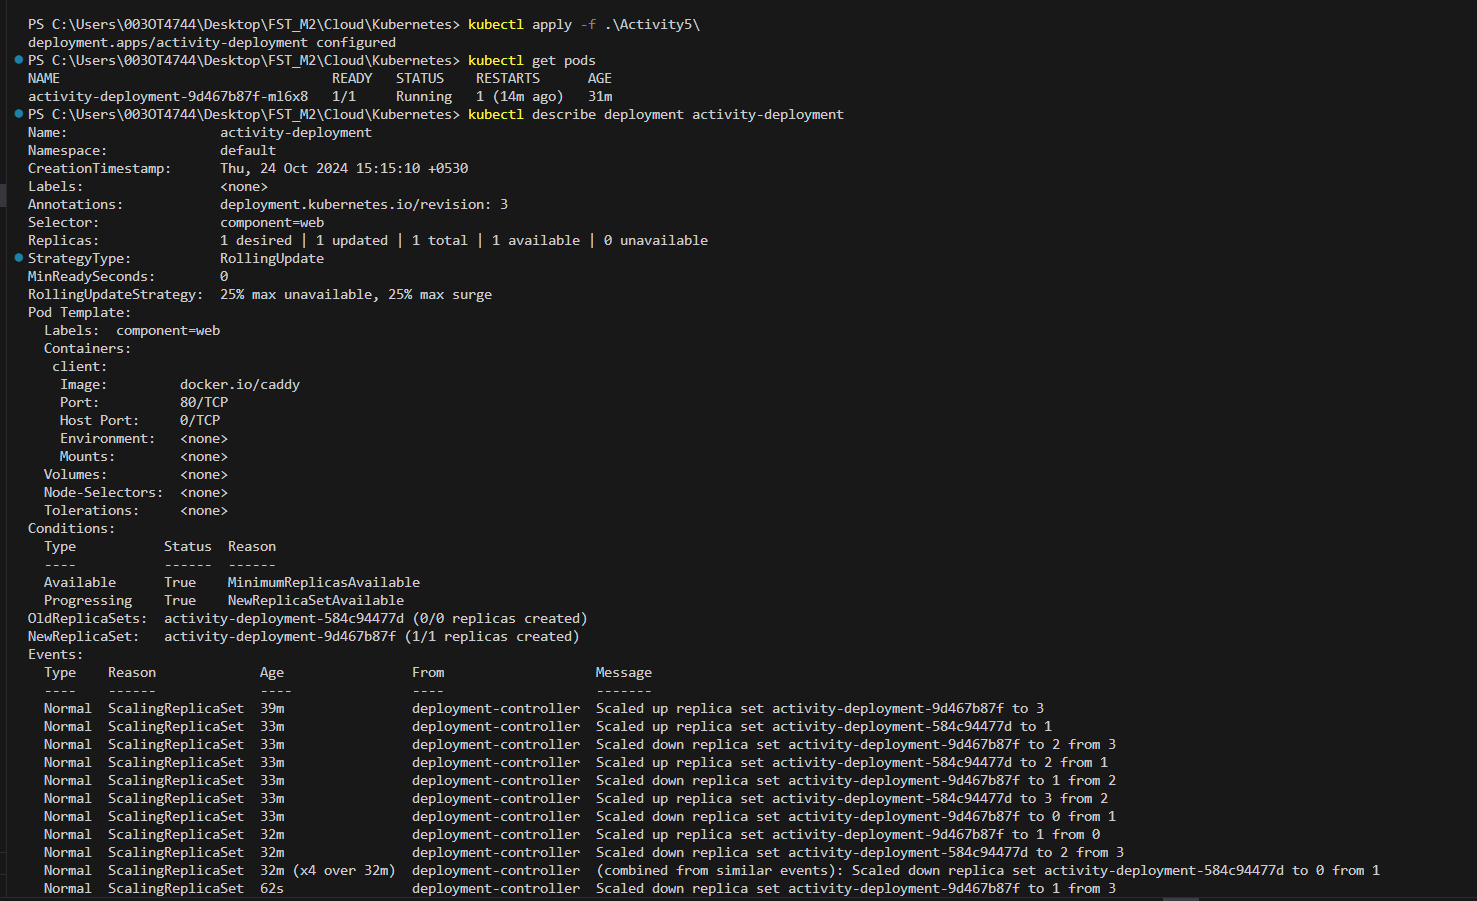 PS C:\Users\003OT4744\Desktop\FST_M2\Cloud\Kubernetes> kubectl apply -f .\Activity5\
deployment.apps/activity-deployment configured
PS C:\Users\003OT4744\Desktop\FST_M2\Cloud\Kubernetes> kubectl get pods
NAME                                  READY   STATUS    RESTARTS      AGE
activity-deployment-9d467b87f-ml6x8   1/1     Running   1 (14m ago)   31m
PS C:\Users\003OT4744\Desktop\FST_M2\Cloud\Kubernetes> kubectl describe deployment activity-deployment
Name:                   activity-deployment
Namespace:              default
CreationTimestamp:      Thu, 24 Oct 2024 15:15:10 +0530
Labels:                 <none>
Annotations:            deployment.kubernetes.io/revision: 3
Selector:               component=web
Replicas:               1 desired | 1 updated | 1 total | 1 available | 0 unavailable
StrategyType:           RollingUpdate
MinReadySeconds:        0
RollingUpdateStrategy:  25% max unavailable, 25% max surge
Pod Template:
  Labels:  component=web
  Containers:
   client:
    Image:         docker.io/caddy
    Port:          80/TCP
    Host Port:     0/TCP
    Environment:   <none>
    Mounts:        <none>
  Volumes:         <none>
  Node-Selectors:  <none>
  Tolerations:     <none>
Conditions:
  Type           Status  Reason
  ----           ------  ------
  Available      True    MinimumReplicasAvailable
  Progressing    True    NewReplicaSetAvailable
OldReplicaSets:  activity-deployment-584c94477d (0/0 replicas created)
NewReplicaSet:   activity-deployment-9d467b87f (1/1 replicas created)
Events:
  Type    Reason             Age                From                   Message
  ----    ------             ----               ----                   -------
  Normal  ScalingReplicaSet  39m                deployment-controller  Scaled up replica set activity-deployment-9d467b87f to 3
  Normal  ScalingReplicaSet  33m                deployment-controller  Scaled up replica set activity-deployment-584c94477d to 1
  Normal  ScalingReplicaSet  33m                deployment-controller  Scaled down replica set activity-deployment-9d467b87f to 2 from 3
  Normal  ScalingReplicaSet  33m                deployment-controller  Scaled up replica set activity-deployment-584c94477d to 2 from 1
  Normal  ScalingReplicaSet  33m                deployment-controller  Scaled down replica set activity-deployment-9d467b87f to 1 from 2
  Normal  ScalingReplicaSet  33m                deployment-controller  Scaled up replica set activity-deployment-584c94477d to 3 from 2
  Normal  ScalingReplicaSet  33m                deployment-controller  Scaled down replica set activity-deployment-9d467b87f to 0 from 1
  Normal  ScalingReplicaSet  32m                deployment-controller  Scaled up replica set activity-deployment-9d467b87f to 1 from 0
  Normal  ScalingReplicaSet  32m                deployment-controller  Scaled down replica set activity-deployment-584c94477d to 2 from 3
  Normal  ScalingReplicaSet  32m (x4 over 32m)  deployment-controller  (combined from similar events): Scaled down replica set activity-deployment-584c94477d to 0 from 1
  Normal  ScalingReplicaSet  62s                deployment-controller  Scaled down replica set activity-deployment-9d467b87f to 1 from 3